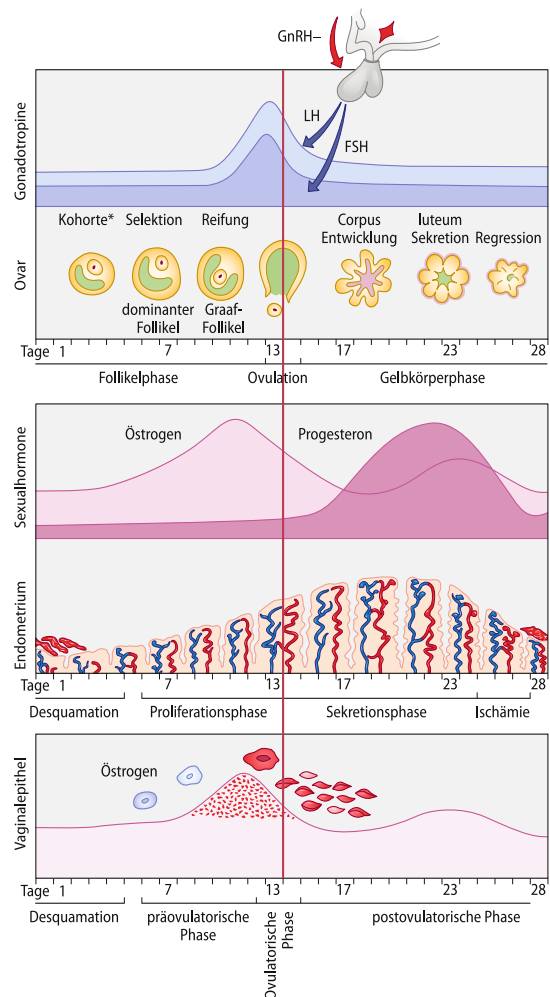 GnRH–
Gonadotropine
LH
FSH
Ovar
Kohorte*
Selektion
Reifung
Corpus
Entwicklung
luteum
Sekretion
Regression
dominanter
Follikel
Graaf-
Follikel
Tage 1 7 13 17 23 28
Follikelphase Ovulation Gelbkörperphase
Sexualhormone
Östrogen
Progesteron
Endometrium
1 7 13 17 23 28
Desquamation Proliferationsphase Sekretionsphase Ischämie
Vaginalepithel
Östrogen
Tage 1 7 13 17 23 28
Desquamation
präovulatorische
Phase
Ovulatorische
Phase
postovulatorische Phase